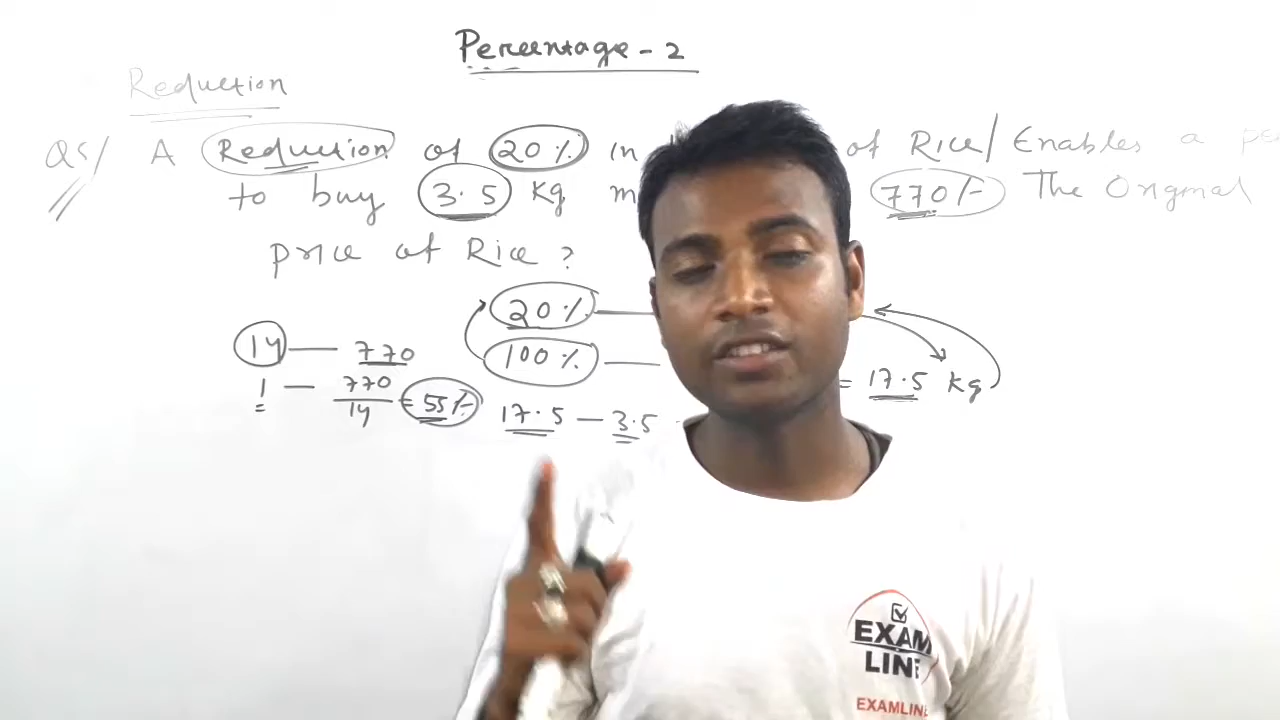 Percentage - 2
Reduction
Q5/ A Reduction of 20% in of Rice/ Enables a
to buy 3.5 kg 770/- The Original
price of Rice ?
20%
14 — 770
100%
1 — 770/14 = 55/-
= 17.5 kg
17.5 — 3.5
EXAM
LINE
EXAMLINE